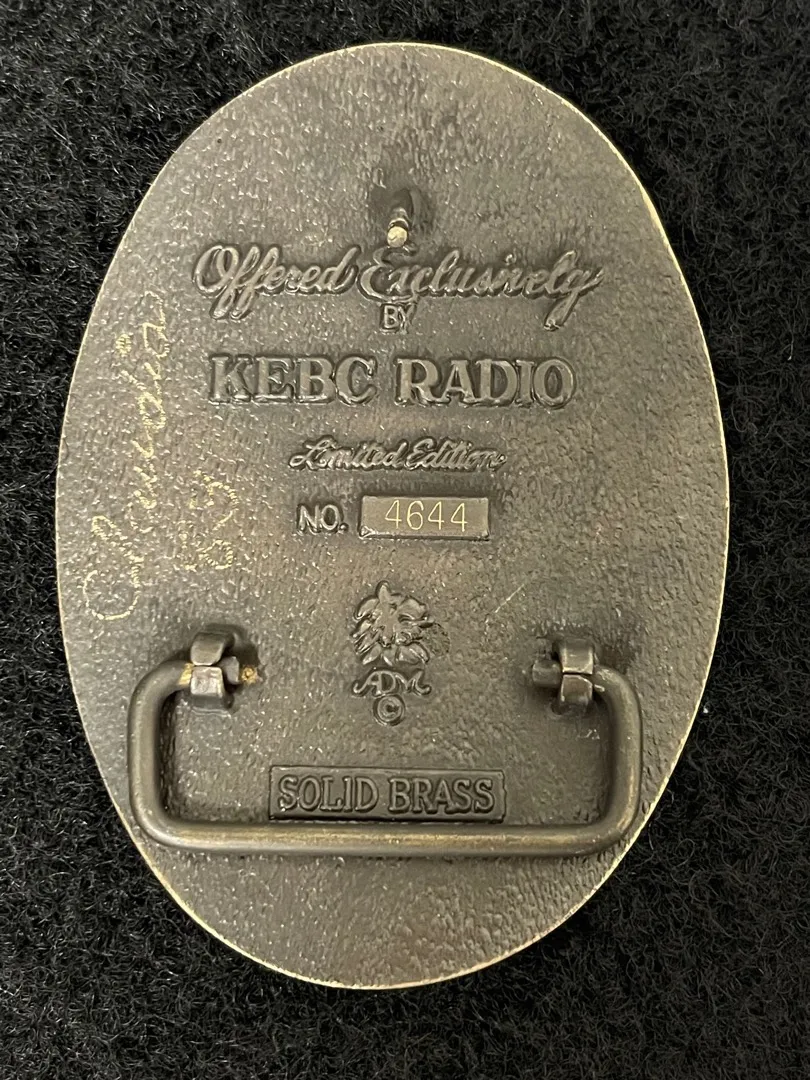 Offered Exclusively
BY
KEBC RADIO
Limited Edition
NO. 4644
ADM
©
SOLID BRASS